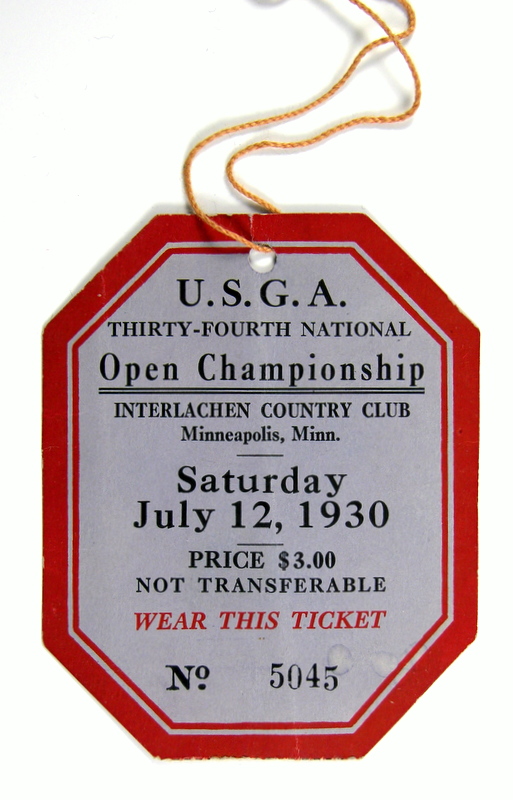 U.S.G.A.
THIRTY-FOURTH NATIONAL
Open Championship
INTERLACHEN COUNTRY CLUB
Minneapolis, Minn.
Saturday
July 12, 1930
PRICE $3.00
NOT TRANSFERABLE
WEAR THIS TICKET
Nº 5045